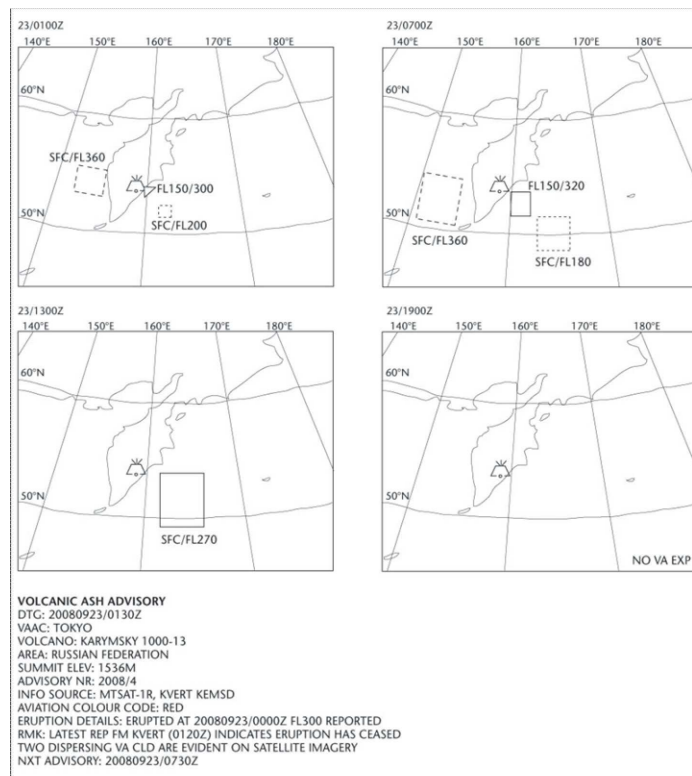 23/0100Z
140°E 150°E 160°E 170°E 180°E
60°N
SFC/FL360
FL150/300
50°N
SFC/FL200
23/0700Z
140°E 150°E 160°E 170°E 180°E
60°N
FL150/320
50°N
SFC/FL360
SFC/FL180
23/1300Z
140°E 150°E 160°E 170°E 180°E
60°N
50°N
SFC/FL270
23/1900Z
140°E 150°E 160°E 170°E 180°E
60°N
50°N
NO VA EXP
VOLCANIC ASH ADVISORY
DTG: 20080923/0130Z
VAAC: TOKYO
VOLCANO: KARYMSKY 1000-13
AREA: RUSSIAN FEDERATION
SUMMIT ELEV: 1536M
ADVISORY NR: 2008/4
INFO SOURCE: MTSAT-1R, KVERT KEMSD
AVIATION COLOUR CODE: RED
ERUPTION DETAILS: ERUPTED AT 20080923/0000Z FL300 REPORTED
RMK: LATEST REP FM KVERT (0120Z) INDICATES ERUPTION HAS CEASED
TWO DISPERSING VA CLD ARE EVIDENT ON SATELLITE IMAGERY
NXT ADVISORY: 20080923/0730Z